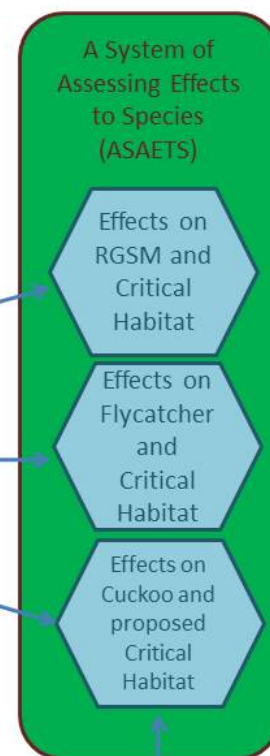 A System of
Assessing Effects
to Species
(ASAETS)
Effects on
RGSM and
Critical
Habitat
Effects on
Flycatcher
and
Critical
Habitat
Effects on
Cuckoo and
proposed
Critical
Habitat